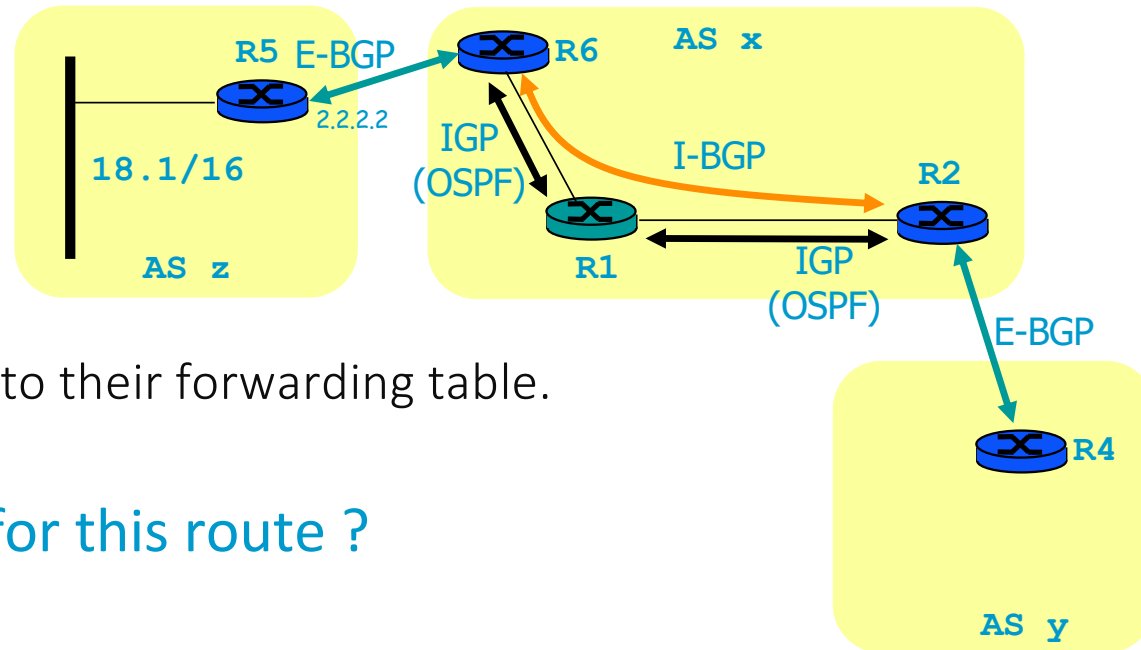 R5 E-BGP
R6
AS x
2.2.2.2
18.1/16
AS z
IGP
(OSPF)
I-BGP
R2
R1
IGP
(OSPF)
E-BGP
to their forwarding table.
R4
for this route ?
AS y